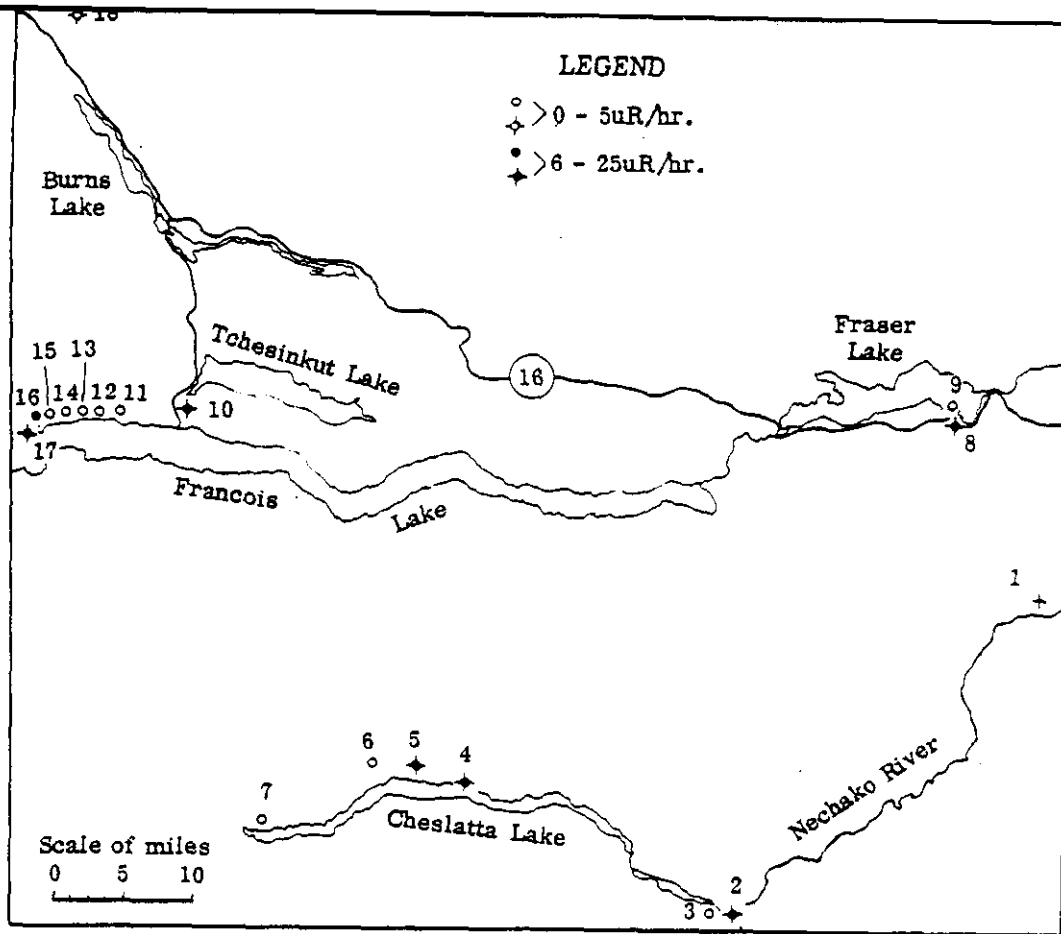 LEGEND
>0 - 5uR/hr.
>6 - 25uR/hr.
Burns
Lake
Tchesinkut Lake
Fraser
Lake
16
15 13
16 14 12 11
10
9
8
17
Francois
Lake
1
6
5
4
7
Cheslatta Lake
Nechako River
Scale of miles
0 5 10
3
2